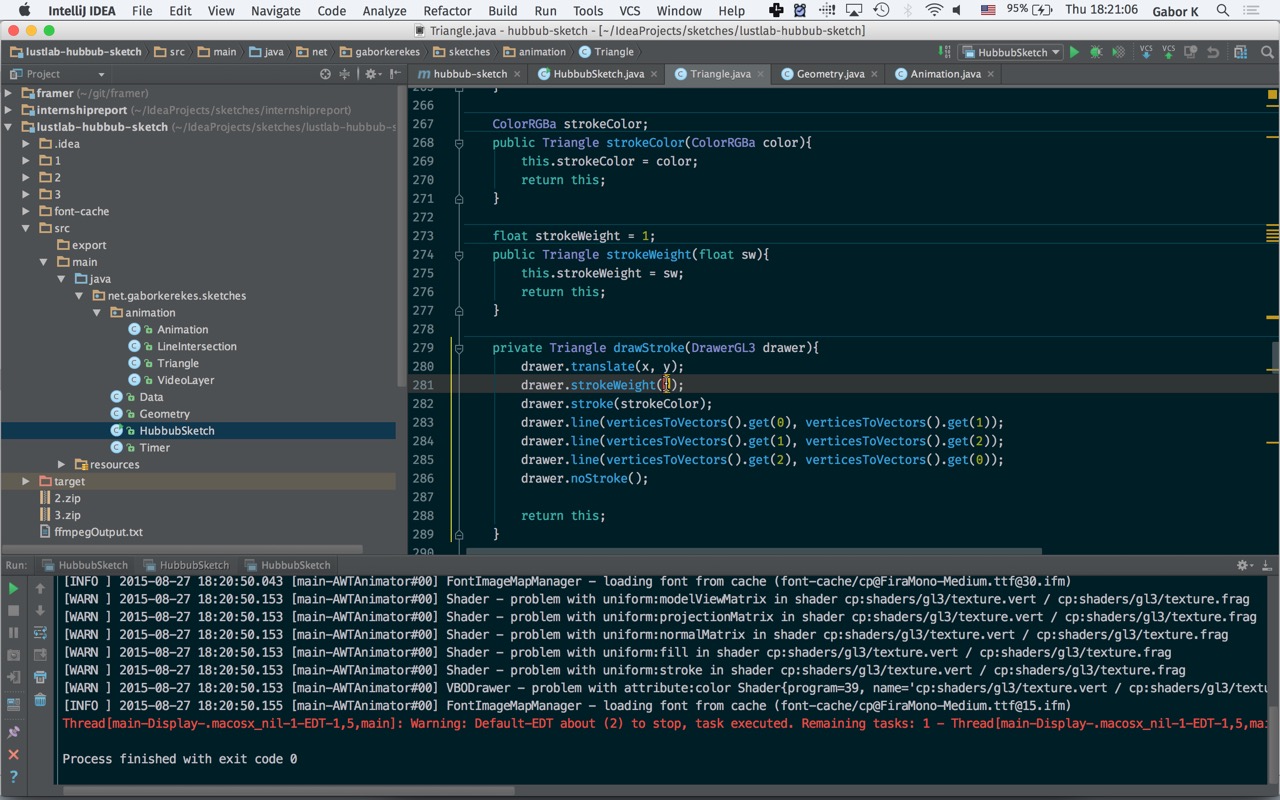 IntelliJ IDEA File Edit View Navigate Code Analyze Refactor Build Run Tools VCS Window Help 95% Thu 18:21:06 Gabor K
Triangle.java - hubbub-sketch - [~/IdeaProjects/sketches/lustlab-hubbub-sketch]
lustlab-hubbub-sketch src main java net gaborkerekes sketches animation Triangle HubbubSketch VCS VCS
Project
m hubbub-sketch HubbubSketch.java Triangle.java Geometry.java Animation.java
framer (~/git/framer)
internshipreport (~/IdeaProjects/sketches/internshipreport)
lustlab-hubbub-sketch (~/IdeaProjects/sketches/lustlab-hubbub-s
.idea
1
2
3
font-cache
src
export
main
java
net.gaborkerekes.sketches
animation
Animation
LineIntersection
Triangle
VideoLayer
Data
Geometry
HubbubSketch
Timer
resources
target
2.zip
3.zip
ffmpegOutput.txt
265 }
266
267 ColorRGBa strokeColor;
268 public Triangle strokeColor(ColorRGBa color){
269 this.strokeColor = color;
270 return this;
271 }
272
273 float strokeWeight = 1;
274 public Triangle strokeWeight(float sw){
275 this.strokeWeight = sw;
276 return this;
277 }
278
279 private Triangle drawStroke(DrawerGL3 drawer){
280 drawer.translate(x, y);
281 drawer.strokeWeight( );
282 drawer.stroke(strokeColor);
283 drawer.line(verticesToVectors().get(0), verticesToVectors().get(1));
284 drawer.line(verticesToVectors().get(1), verticesToVectors().get(2));
285 drawer.line(verticesToVectors().get(2), verticesToVectors().get(0));
286 drawer.noStroke();
287
288 return this;
289 }
290
Run: HubbubSketch HubbubSketch HubbubSketch
[INFO ] 2015-08-27 18:20:50.043 [main-AWTAnimator#00] FontImageMapManager – loading font from cache (font-cache/cp@FiraMono-Medium.ttf@30.ifm)
[WARN ] 2015-08-27 18:20:50.153 [main-AWTAnimator#00] Shader – problem with uniform:modelViewMatrix in shader cp:shaders/gl3/texture.vert / cp:shaders/gl3/texture.frag
[WARN ] 2015-08-27 18:20:50.153 [main-AWTAnimator#00] Shader – problem with uniform:projectionMatrix in shader cp:shaders/gl3/texture.vert / cp:shaders/gl3/texture.frag
[WARN ] 2015-08-27 18:20:50.153 [main-AWTAnimator#00] Shader – problem with uniform:normalMatrix in shader cp:shaders/gl3/texture.vert / cp:shaders/gl3/texture.frag
[WARN ] 2015-08-27 18:20:50.153 [main-AWTAnimator#00] Shader – problem with uniform:fill in shader cp:shaders/gl3/texture.vert / cp:shaders/gl3/texture.frag
[WARN ] 2015-08-27 18:20:50.153 [main-AWTAnimator#00] Shader – problem with uniform:stroke in shader cp:shaders/gl3/texture.vert / cp:shaders/gl3/texture.frag
[WARN ] 2015-08-27 18:20:50.153 [main-AWTAnimator#00] VBODrawer – problem with attribute:color Shader{program=39, name='cp:shaders/gl3/texture.vert / cp:shaders/gl3/textu
[INFO ] 2015-08-27 18:20:50.155 [main-AWTAnimator#00] FontImageMapManager – loading font from cache (font-cache/cp@FiraMono-Medium.ttf@15.ifm)
Thread[main-Display-.macosx_nil-1-EDT-1,5,main]: Warning: Default-EDT about (2) to stop, task executed. Remaining tasks: 1 – Thread[main-Display-.macosx_nil-1-EDT-1,5,mai
Process finished with exit code 0